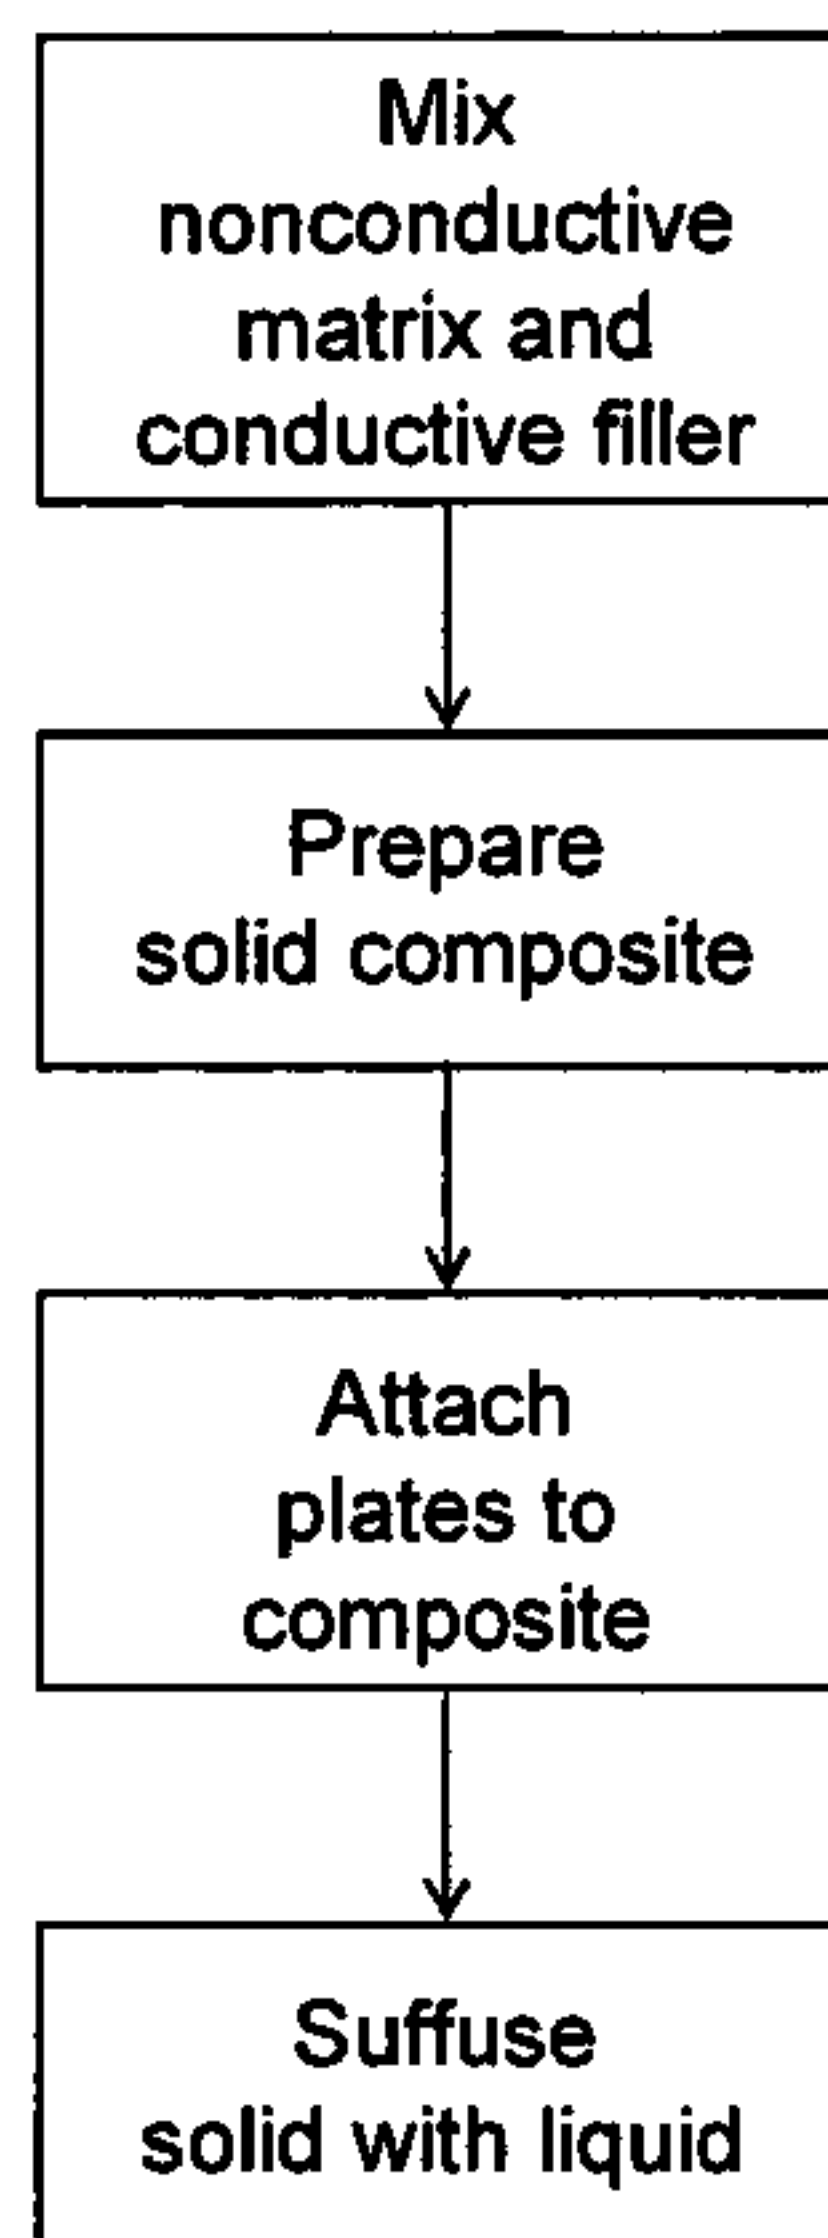 Mix
nonconductive
matrix and
conductive filler
Prepare
solid composite
Attach
plates to
composite
Suffuse
solid with liquid